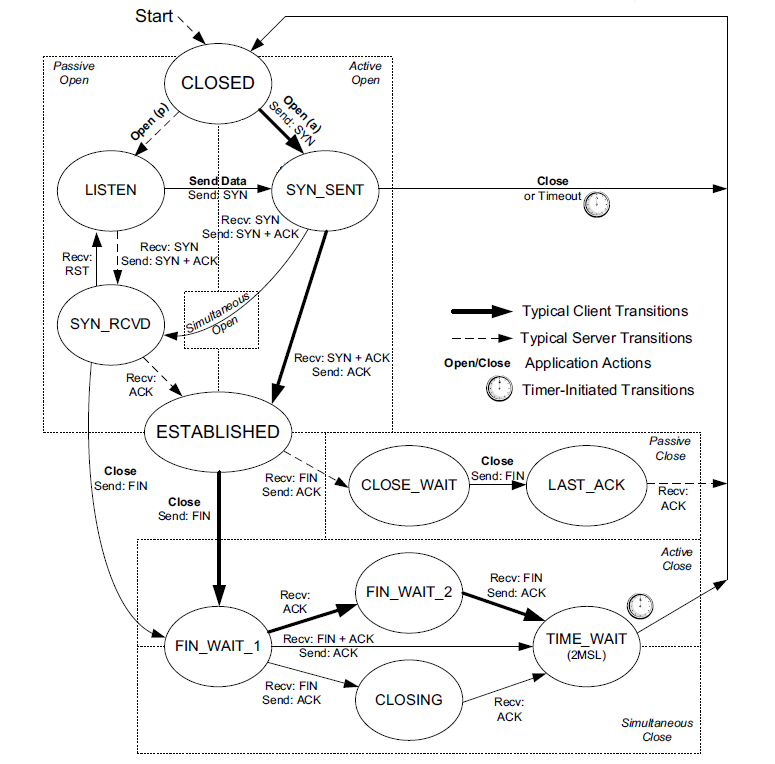 Start
Passive
Open
Active
Open
CLOSED
Open (p)
Open (a)
Send: SYN
LISTEN
Send Data
Send: SYN
SYN_SENT
Close
or Timeout
Recv: SYN
Send: SYN + ACK
Recv: SYN
Send: SYN + ACK
Recv:
RST
SYN_RCVD
Simultaneous
Open
Typical Client Transitions
Typical Server Transitions
Open/Close Application Actions
Timer-Initiated Transitions
Recv: SYN + ACK
Send: ACK
Recv:
ACK
ESTABLISHED
Passive
Close
Close
Send: FIN
Close
Send: FIN
Recv: FIN
Send: ACK
CLOSE_WAIT
Close
Send: FIN
LAST_ACK
Recv:
ACK
Active
Close
Recv:
ACK
FIN_WAIT_2
Recv: FIN
Send: ACK
FIN_WAIT_1
Recv: FIN + ACK
Send: ACK
TIME_WAIT
(2MSL)
Recv: FIN
Send: ACK
CLOSING
Recv:
ACK
Simultaneous
Close